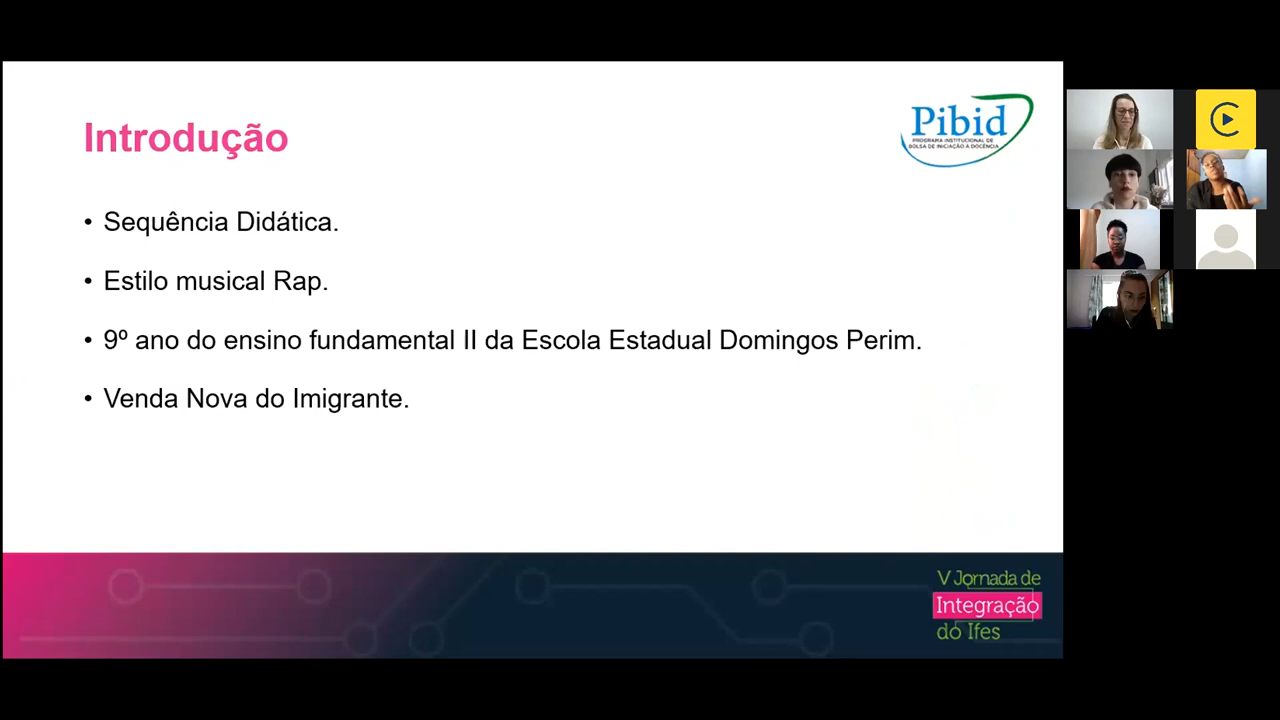 Introdução
Pibid
PROGRAMA INSTITUCIONAL DE
BOLSA DE INICIAÇÃO À DOCÊNCIA
• Sequência Didática.
• Estilo musical Rap.
• 9º ano do ensino fundamental II da Escola Estadual Domingos Perim.
• Venda Nova do Imigrante.
V Jornada de
Integração
do Ifes